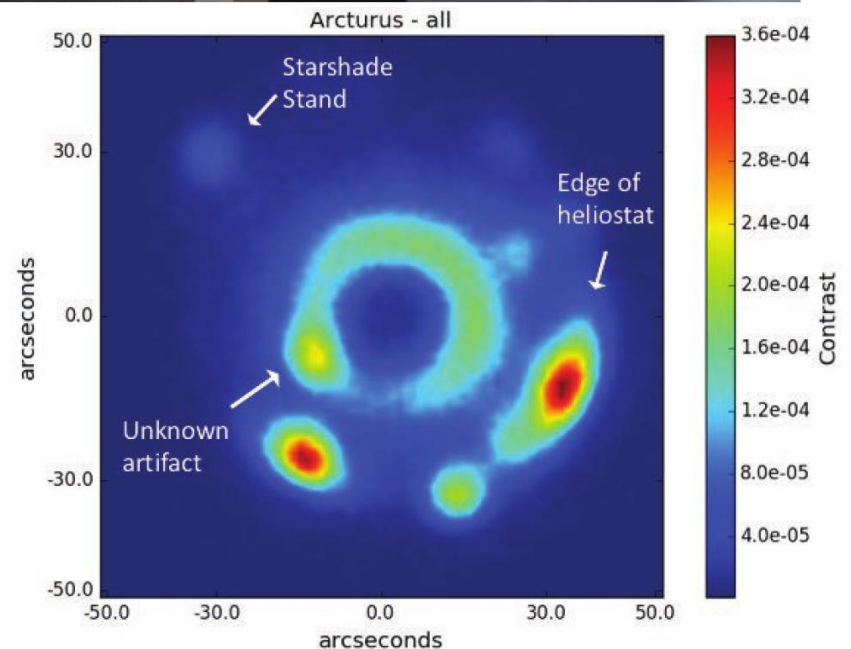 Arcturus - all
50.0
30.0
0.0
-30.0
-50.0
arcseconds
-50.0
-30.0
0.0
30.0
50.0
arcseconds
Starshade
Stand
Edge of
heliostat
Unknown
artifact
3.6e-04
3.2e-04
2.8e-04
2.4e-04
2.0e-04
1.6e-04
1.2e-04
8.0e-05
4.0e-05
Contrast